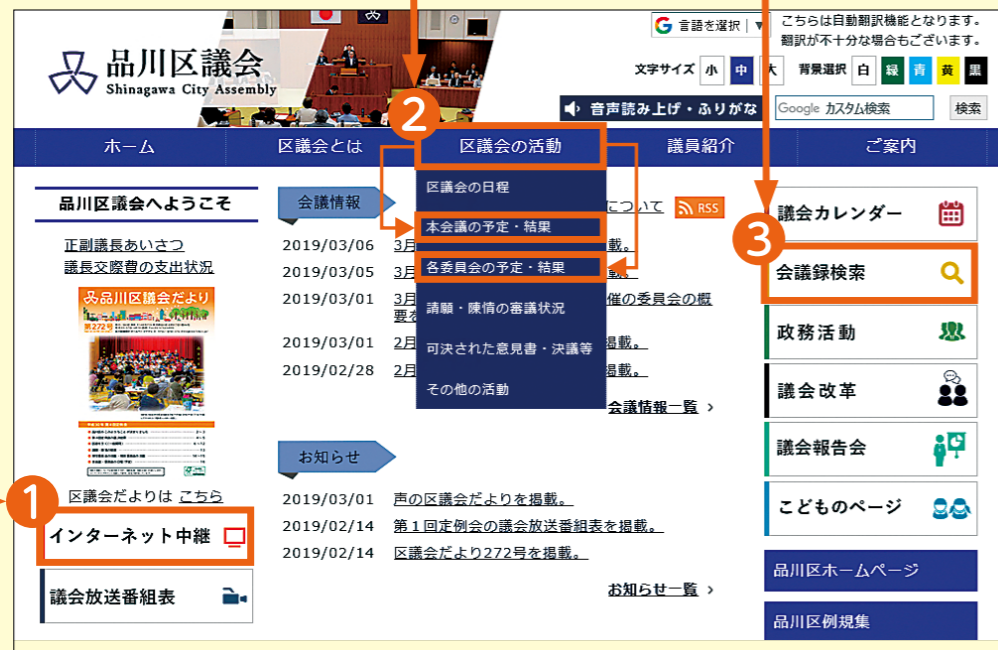 言語を選択 ▼
こちらは自動翻訳機能となります。
翻訳が不十分な場合もございます。
品川区議会
Shinagawa City Assembly
文字サイズ 小 中 大 背景選択 白 緑 青 黄 黒
音声読み上げ・ふりがな
Google カスタム検索 検索
2
ホーム 区議会とは 区議会の活動 議員紹介 ご案内
品川区議会へようこそ
正副議長あいさつ
議長交際費の支出状況
品川区議会だより
第272号
区議会だよりは こちら
1
インターネット中継
議会放送番組表
会議情報
について RSS
2019/03/06 3月 載。
2019/03/05 3月 載。
2019/03/01 3月 催の委員会の概
要を
2019/03/01 2月 掲載。
2019/02/28 2月 掲載。
会議情報一覧 ›
区議会の日程
本会議の予定・結果
各委員会の予定・結果
請願・陳情の審議状況
可決された意見書・決議等
その他の活動
お知らせ
2019/03/01 声の区議会だよりを掲載。
2019/02/14 第1回定例会の議会放送番組表を掲載。
2019/02/14 区議会だより272号を掲載。
お知らせ一覧 ›
議会カレンダー
3
会議録検索
政務活動
議会改革
議会報告会
こどものページ
品川区ホームページ
品川区例規集